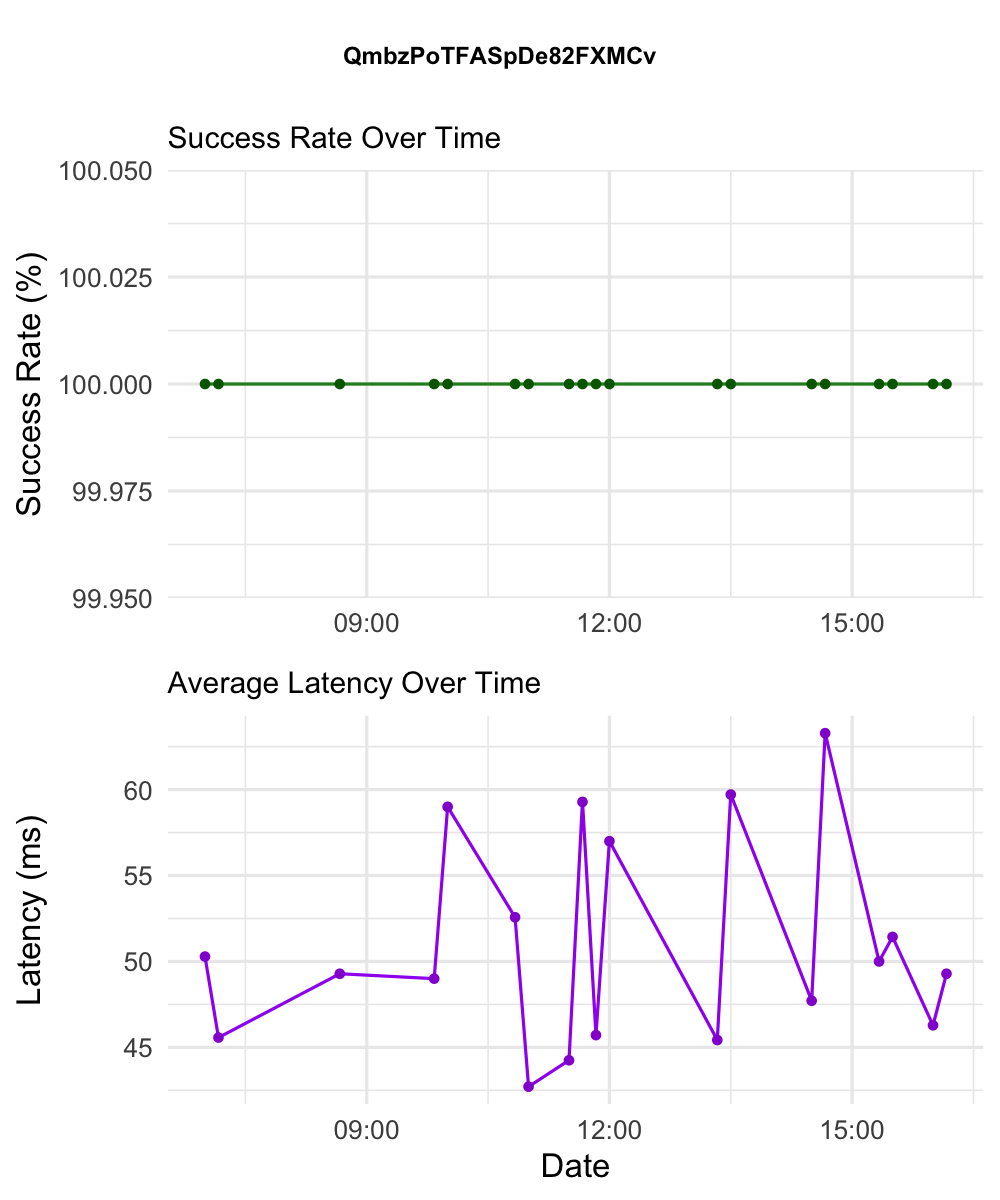 QmbzPoTFASpDe82FXMCv
Success Rate Over Time
Success Rate (%)
100.050
100.025
100.000
99.975
99.950
09:00 12:00 15:00
Average Latency Over Time
Latency (ms)
60
55
50
45
09:00 12:00 15:00
Date